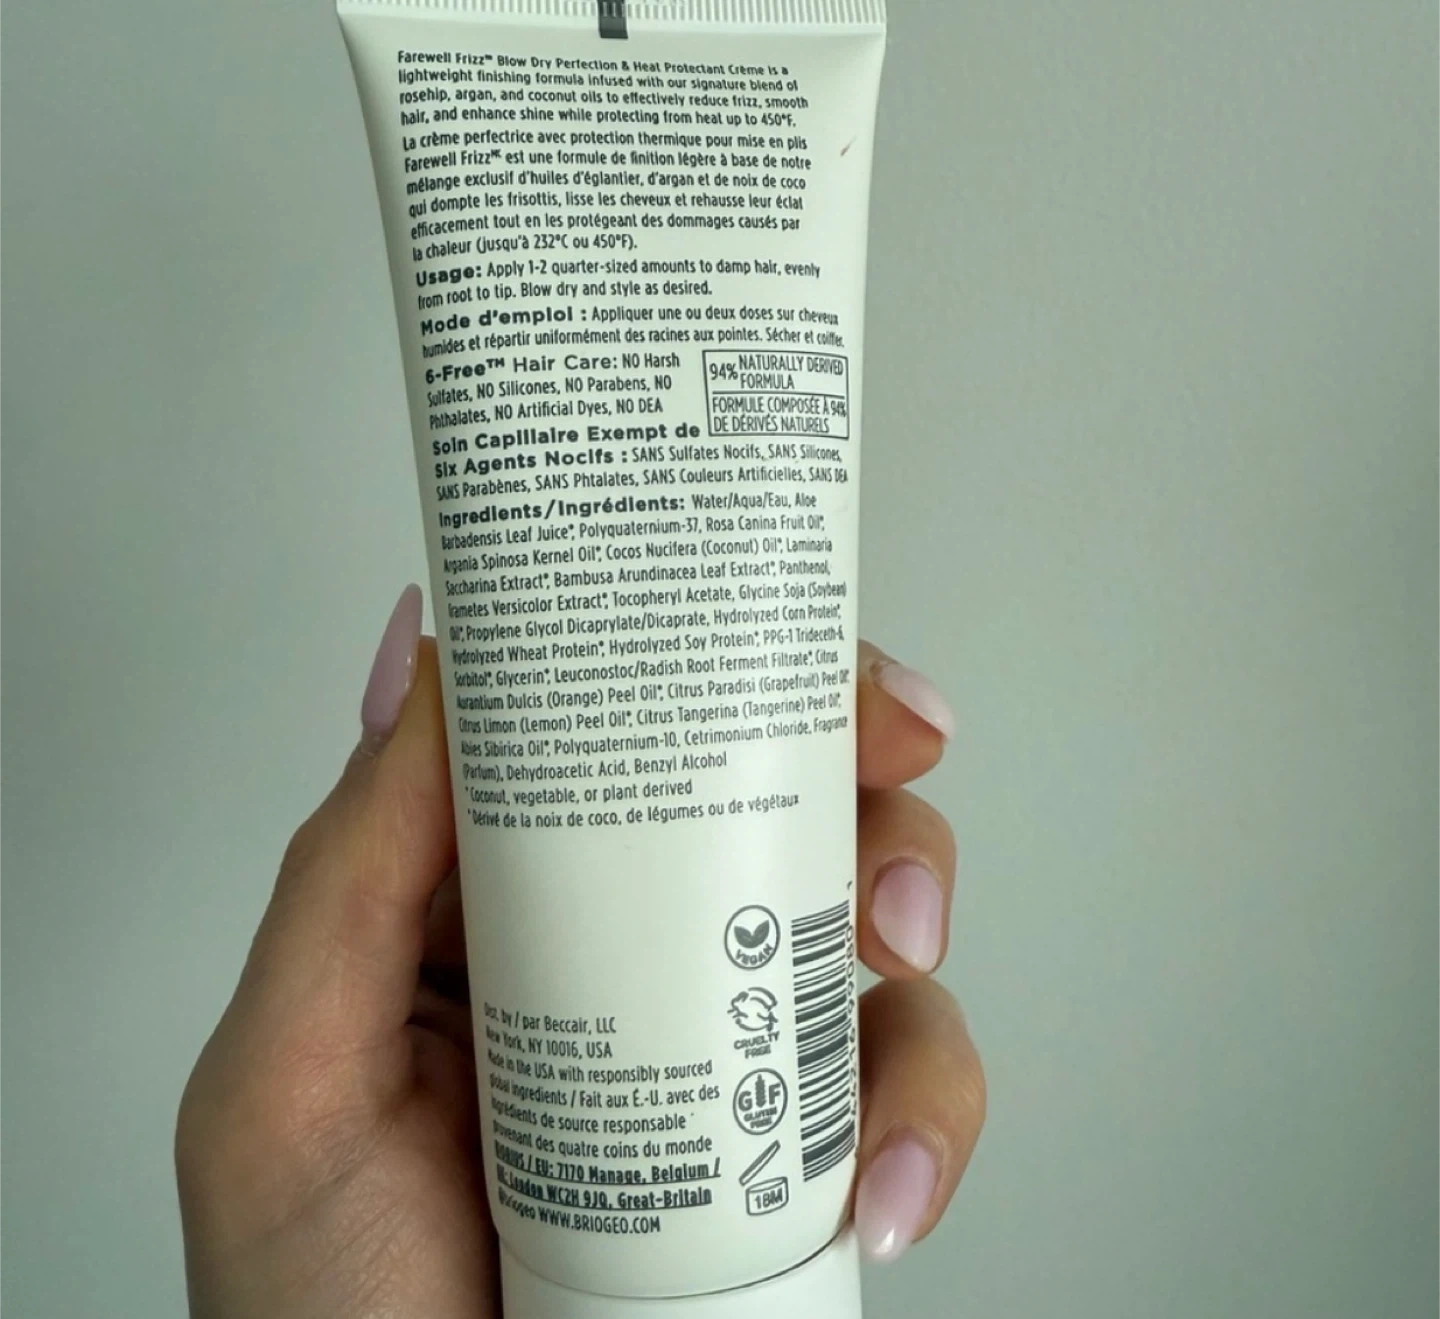 Farewell Frizz™ Blow Dry Perfection & Heat Protectant Crème is a
lightweight finishing formula infused with our signature blend of
rosehip, argan, and coconut oils to effectively reduce frizz, smooth
hair, and enhance shine while protecting from heat up to 450°F.
La crème perfectrice avec protection thermique pour mise en plis
Farewell Frizz ᴹᶜ est une formule de finition légère à base de notre
mélange exclusif d'huiles d'églantier, d'argan et de noix de coco
qui dompte les frisottis, lisse les cheveux et rehausse leur éclat
efficacement tout en les protégeant des dommages causés par
la chaleur (jusqu'à 232°C ou 450°F).
Usage: Apply 1-2 quarter-sized amounts to damp hair, evenly
from root to tip. Blow dry and style as desired.
Mode d'emploi : Appliquer une ou deux doses sur cheveux
humides et répartir uniformément des racines aux pointes. Sécher et coiffer.
6-Free™ Hair Care: NO Harsh
Sulfates, NO Silicones, NO Parabens, NO
Phthalates, NO Artificial Dyes, NO DEA
94% NATURALLY DERIVED
FORMULA
FORMULE COMPOSÉE À 94%
DE DÉRIVÉS NATURELS
Soin Capillaire Exempt de
Six Agents Nocifs : SANS Sulfates Nocifs, SANS Silicones,
SANS Parabènes, SANS Phtalates, SANS Couleurs Artificielles, SANS DEA
Ingredients/Ingrédients: Water/Aqua/Eau, Aloe
Barbadensis Leaf Juice*, Polyquaternium-37, Rosa Canina Fruit Oil*,
Argania Spinosa Kernel Oil*, Cocos Nucifera (Coconut) Oil*, Laminaria
Saccharina Extract*, Bambusa Arundinacea Leaf Extract*, Panthenol,
Trametes Versicolor Extract*, Tocopheryl Acetate, Glycine Soja (Soybean)
Oil*, Propylene Glycol Dicaprylate/Dicaprate, Hydrolyzed Corn Protein*,
Hydrolyzed Wheat Protein*, Hydrolyzed Soy Protein*, PPG-1 Trideceth-6,
Sorbitol*, Glycerin*, Leuconostoc/Radish Root Ferment Filtrate*, Citrus
Aurantium Dulcis (Orange) Peel Oil*, Citrus Paradisi (Grapefruit) Peel Oil*,
Citrus Limon (Lemon) Peel Oil*, Citrus Tangerina (Tangerine) Peel Oil*,
Abies Sibirica Oil*, Polyquaternium-10, Cetrimonium Chloride, Fragrance
(Parfum), Dehydroacetic Acid, Benzyl Alcohol
*Coconut, vegetable, or plant derived
*Dérivé de la noix de coco, de légumes ou de végétaux
VEGAN
CRUELTY
FREE
GF
GLUTEN
FREE
18M
Dist. by / par Beccair, LLC
New York, NY 10016, USA
Made in the USA with responsibly sourced
global ingredients / Fait aux É.-U. avec des
ingrédients de source responsable
provenant des quatre coins du monde
/ EU: 7170 Manage, Belgium /
UK: London WC2H 9JQ, Great-Britain
@briogeo WWW.BRIOGEO.COM